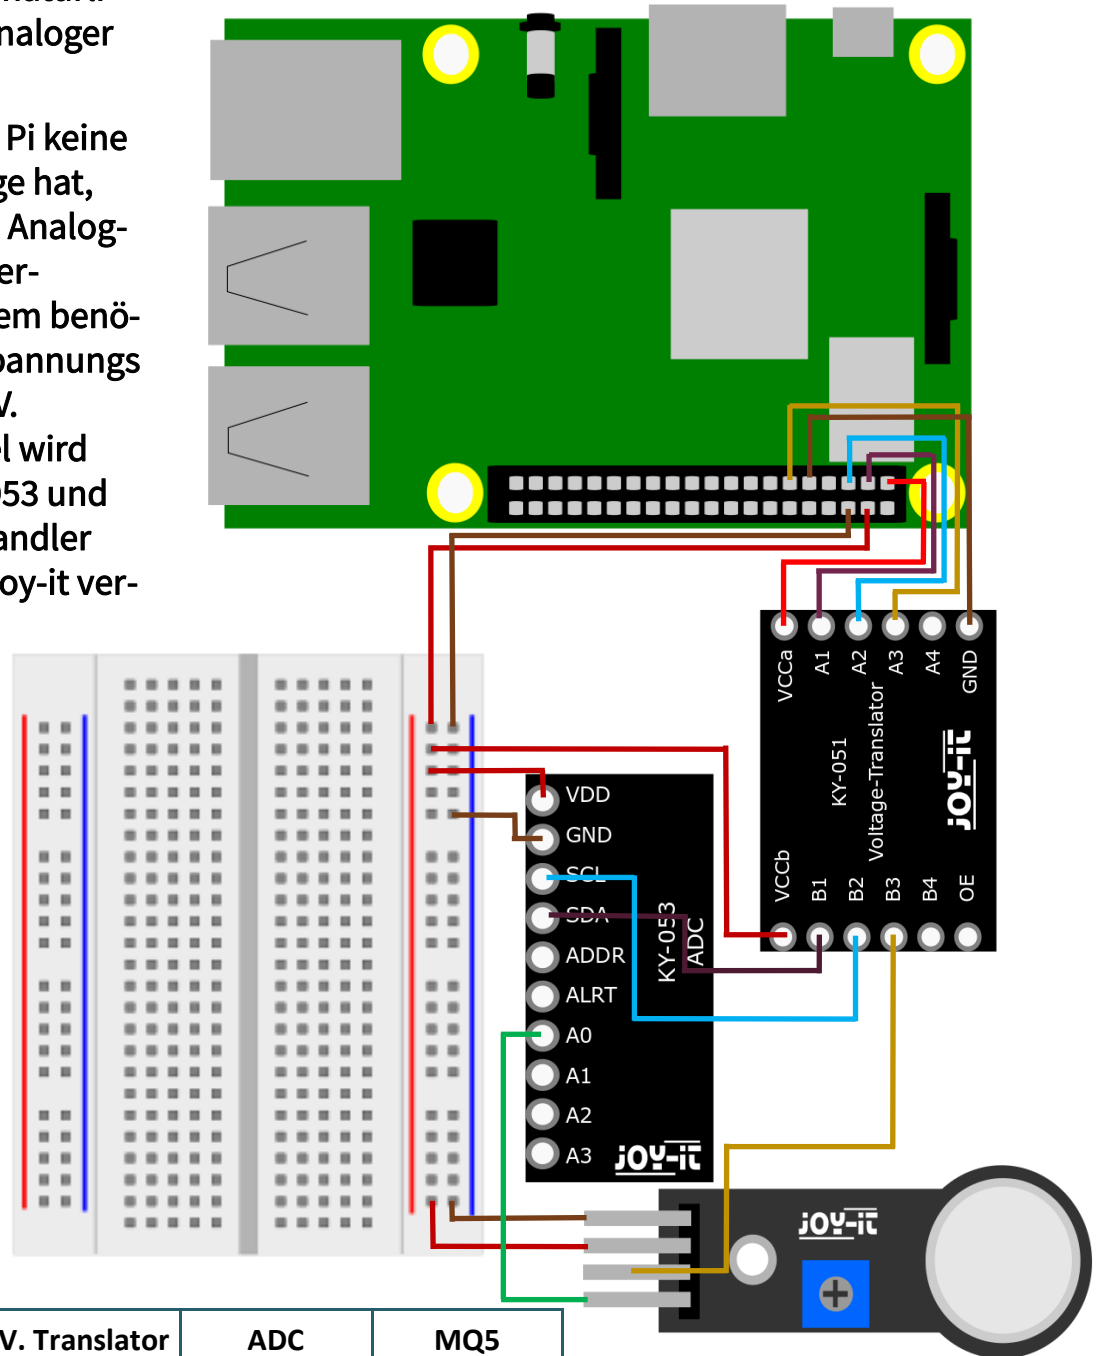 naloger
Pi keine
ge hat,
Analog-
er-
em benö-
pannungs
V.
el wird
053 und
andler
oy-it ver-
VCCa
A1
A2
A3
A4
GND
KY-051
Voltage-Translator
JOY-iT
VCCb
B1
B2
B3
B4
OE
VDD
GND
SCL
SDA
ADDR
ALRT
A0
A1
A2
A3
KY-053
ADC
JOY-iT
JOY-iT
V. Translator
ADC
MQ5